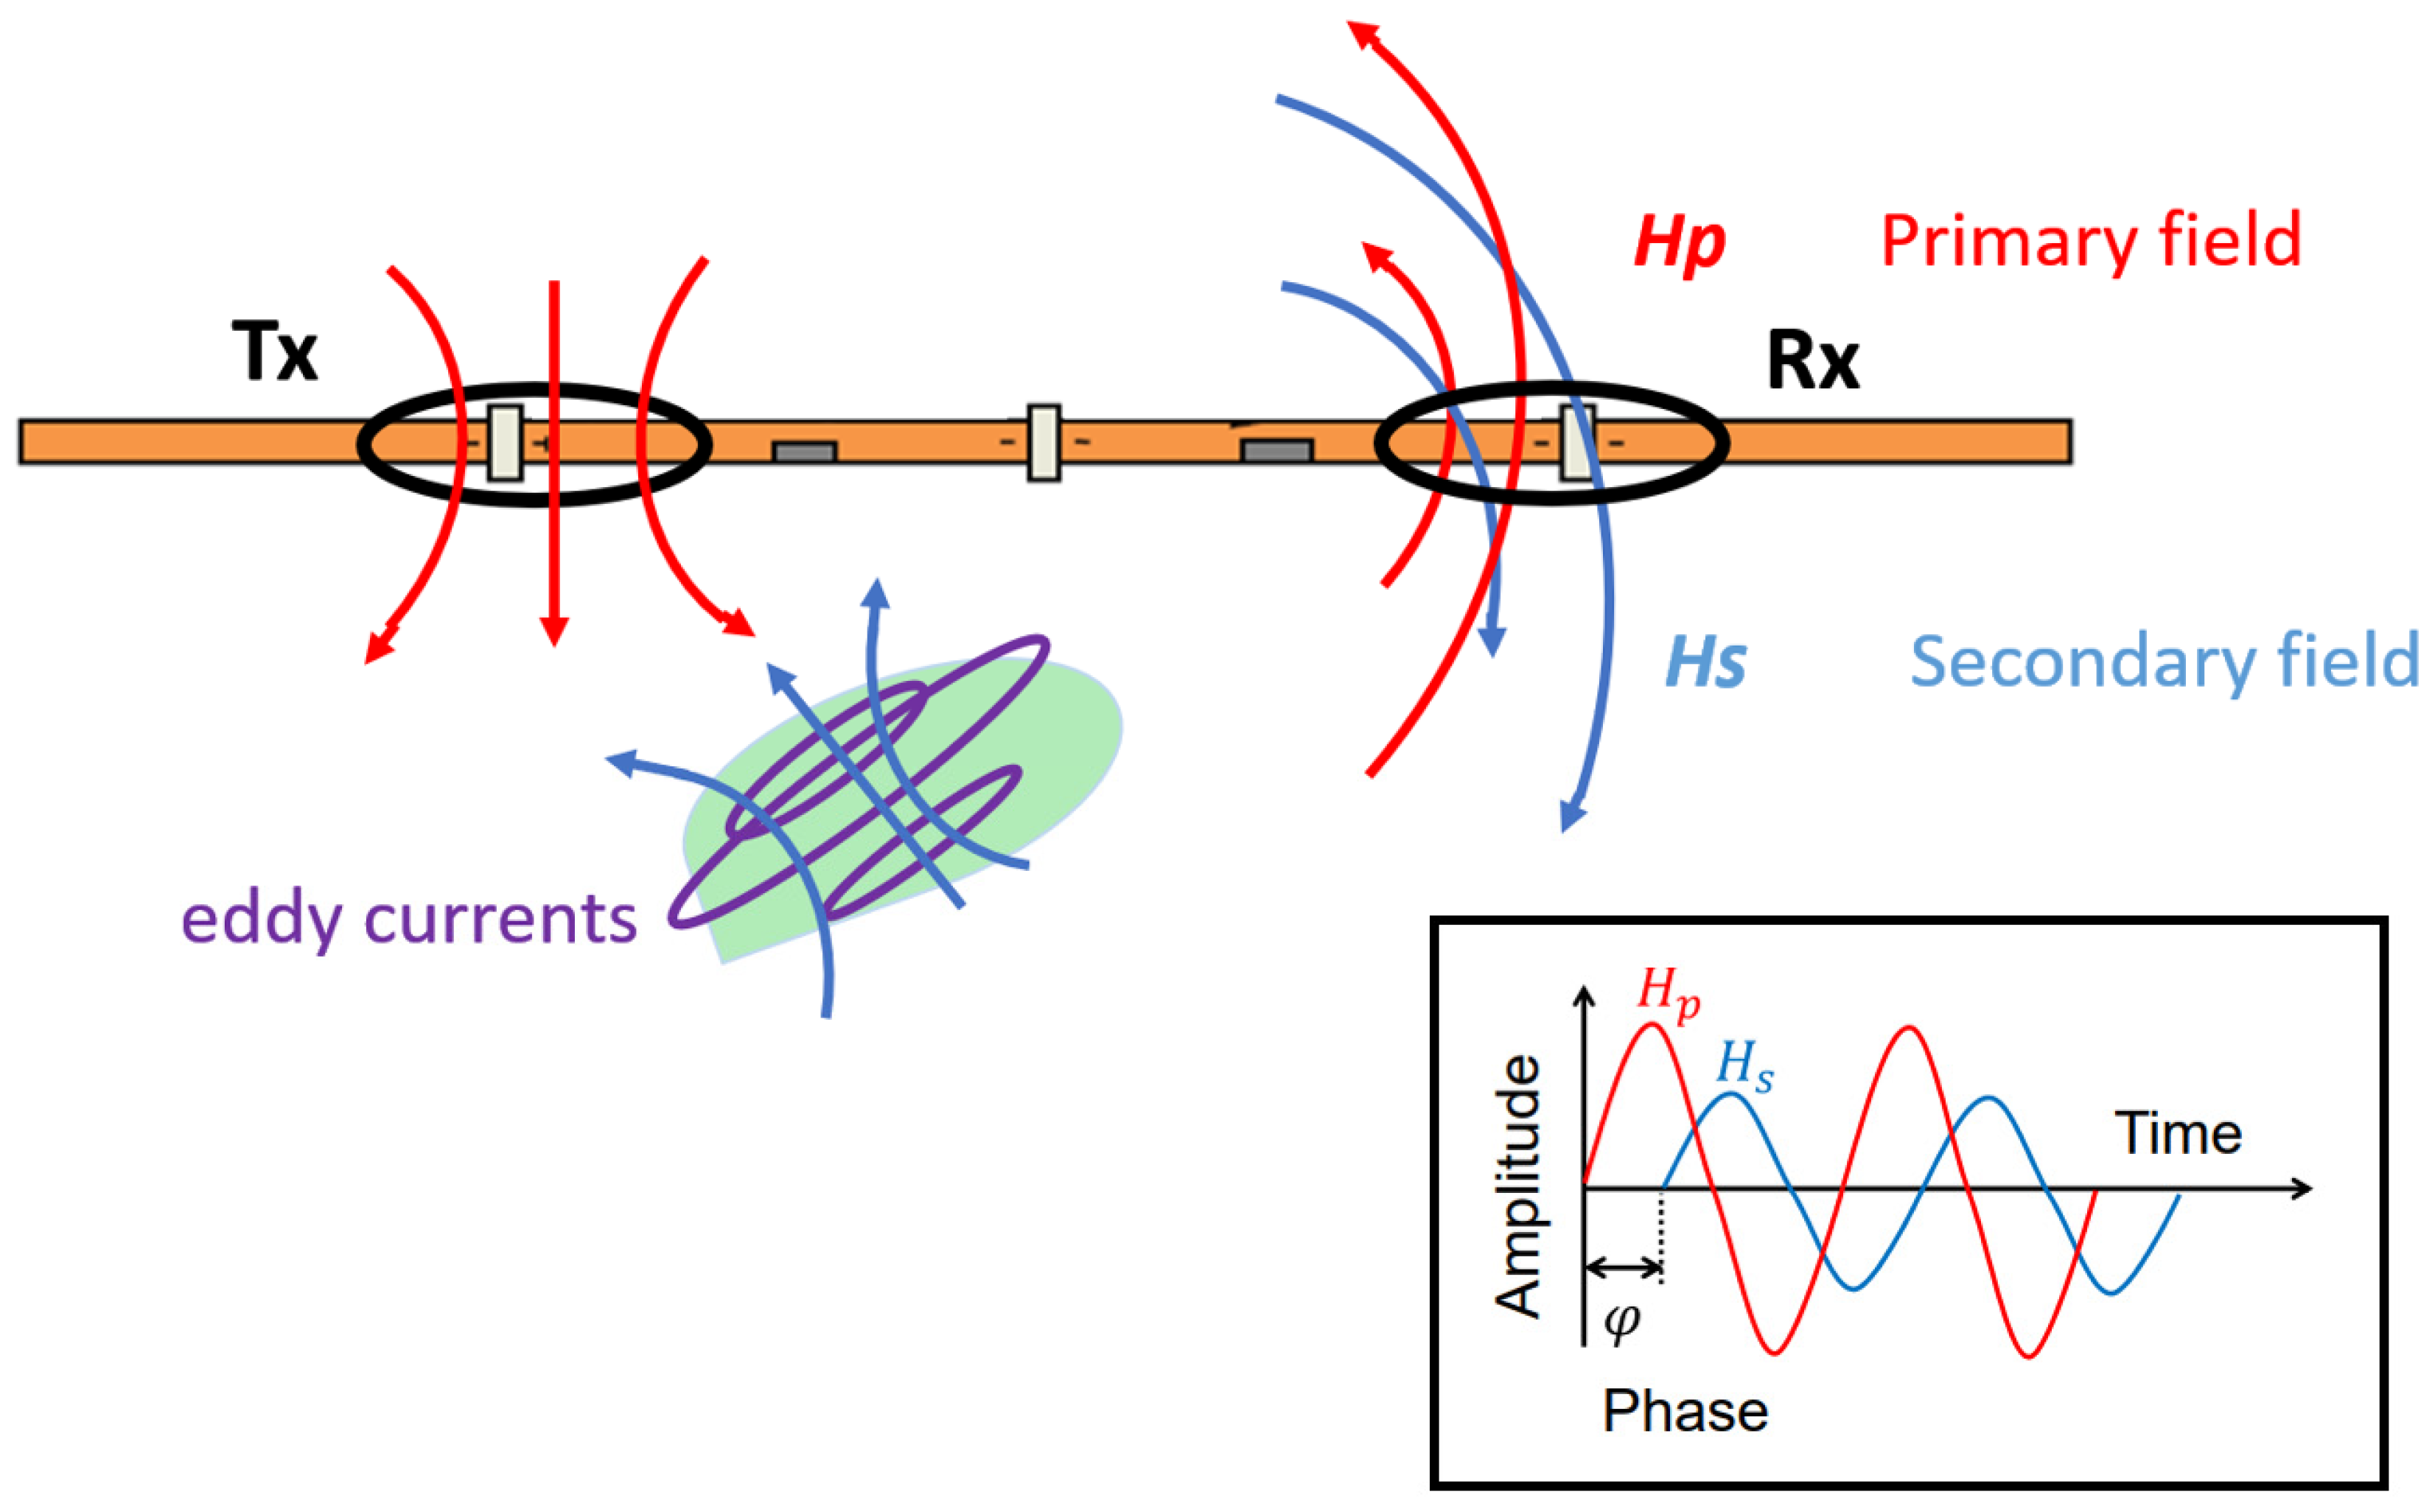 Hp Primary field
Tx
Rx
Hs Secondary field
eddy currents
Hp
Hs
Time
Amplitude
φ
Phase